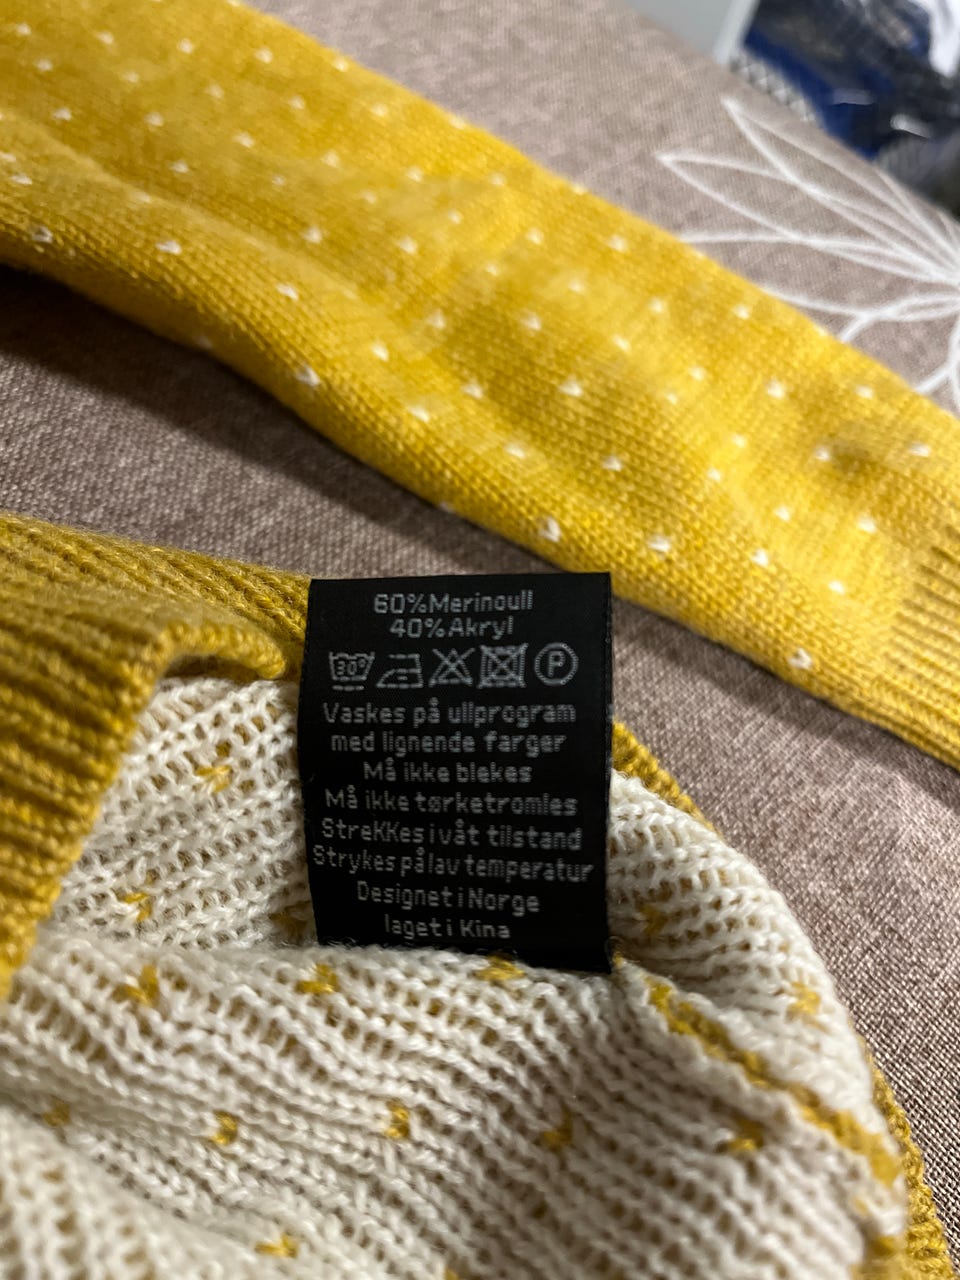 60%Merinoull
40%Akryl
30° P
Vaskes på ullprogram
med lignende farger
Må ikke blekes
Må ikke tørketromles
StreKKes i våt tilstand
Strykes på lav temperatur
Designet i Norge
laget i Kina